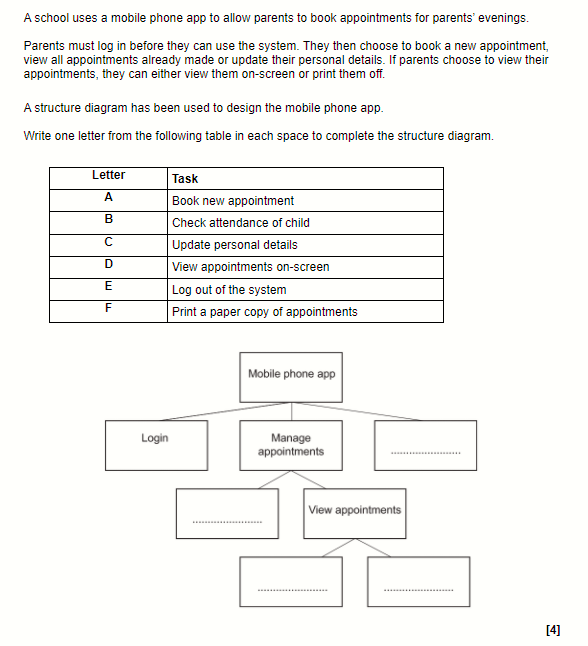 A school uses a mobile phone app to allow parents to book appointments for parents' evenings.
Parents must log in before they can use the system. They then choose to book a new appointment,
view all appointments already made or update their personal details. If parents choose to view their
appointments, they can either view them on-screen or print them off.
A structure diagram has been used to design the mobile phone app.
Write one letter from the following table in each space to complete the structure diagram.
Letter Task
A Book new appointment
B Check attendance of child
C Update personal details
D View appointments on-screen
E Log out of the system
F Print a paper copy of appointments
Mobile phone app
Login
Manage
appointments
........................
........................
View appointments
........................
........................
[4]